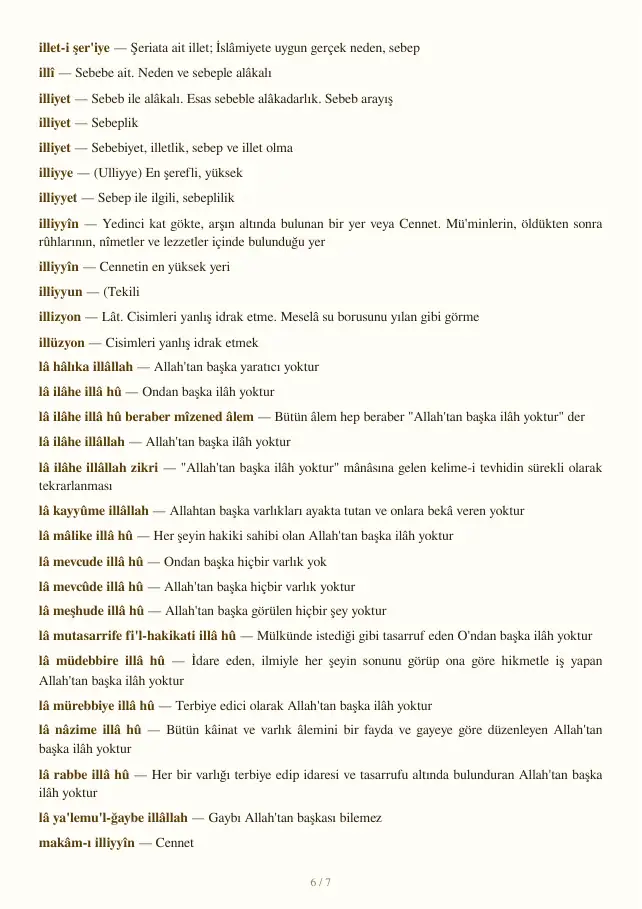 illet-i şer'iye — Şeriata ait illet; İslâmiyete uygun gerçek neden, sebep
illî — Sebebe ait. Neden ve sebeple alâkalı
illiyet — Sebeb ile alâkalı. Esas sebeble alâkadarlık. Sebeb arayış
illiyet — Sebeplik
illiyet — Sebebiyet, illetlik, sebep ve illet olma
illiyye — (Ulliyye) En şerefli, yüksek
illiyyet — Sebep ile ilgili, sebeplilik
illiyyîn — Yedinci kat gökte, arşın altında bulunan bir yer veya Cennet. Mü'minlerin, öldükten sonra
rûhlarının, nîmetler ve lezzetler içinde bulunduğu yer
illiyyîn — Cennetin en yüksek yeri
illiyyun — (Tekili
illizyon — Lât. Cisimleri yanlış idrak etme. Meselâ su borusunu yılan gibi görme
illüzyon — Cisimleri yanlış idrak etmek
lâ hâlıka illâllah — Allah'tan başka yaratıcı yoktur
lâ ilâhe illâ hû — Ondan başka ilâh yoktur
lâ ilâhe illâ hû beraber mîzened âlem — Bütün âlem hep beraber "Allah'tan başka ilâh yoktur" der
lâ ilâhe illâllah — Allah'tan başka ilâh yoktur
lâ ilâhe illâllah zikri — "Allah'tan başka ilâh yoktur" mânâsına gelen kelime-i tevhidin sürekli olarak
tekrarlanması
lâ kayyûme illâllah — Allahtan başka varlıkları ayakta tutan ve onlara bekâ veren yoktur
lâ mâlike illâ hû — Her şeyin hakiki sahibi olan Allah'tan başka ilâh yoktur
lâ mevcude illâ hû — Ondan başka hiçbir varlık yok
lâ mevcûde illâ hû — Allah'tan başka hiçbir varlık yoktur
lâ meşhude illâ hû — Allah'tan başka görülen hiçbir şey yoktur
lâ mutasarrife fi'l-hakikati illâ hû — Mülkünde istediği gibi tasarruf eden O'ndan başka ilâh yoktur
lâ müdebbire illâ hû — İdare eden, ilmiyle her şeyin sonunu görüp ona göre hikmetle iş yapan
Allah'tan başka ilâh yoktur
lâ mürebbiye illâ hû — Terbiye edici olarak Allah'tan başka ilâh yoktur
lâ nâzime illâ hû — Bütün kâinat ve varlık âlemini bir fayda ve gayeye göre düzenleyen Allah'tan
başka ilâh yoktur
lâ rabbe illâ hû — Her bir varlığı terbiye edip idaresi ve tasarrufu altında bulunduran Allah'tan başka
ilâh yoktur
lâ ya'lemu'l-ğaybe illâllah — Gaybı Allah'tan başkası bilemez
makâm-ı illiyyîn — Cennet
6 / 7